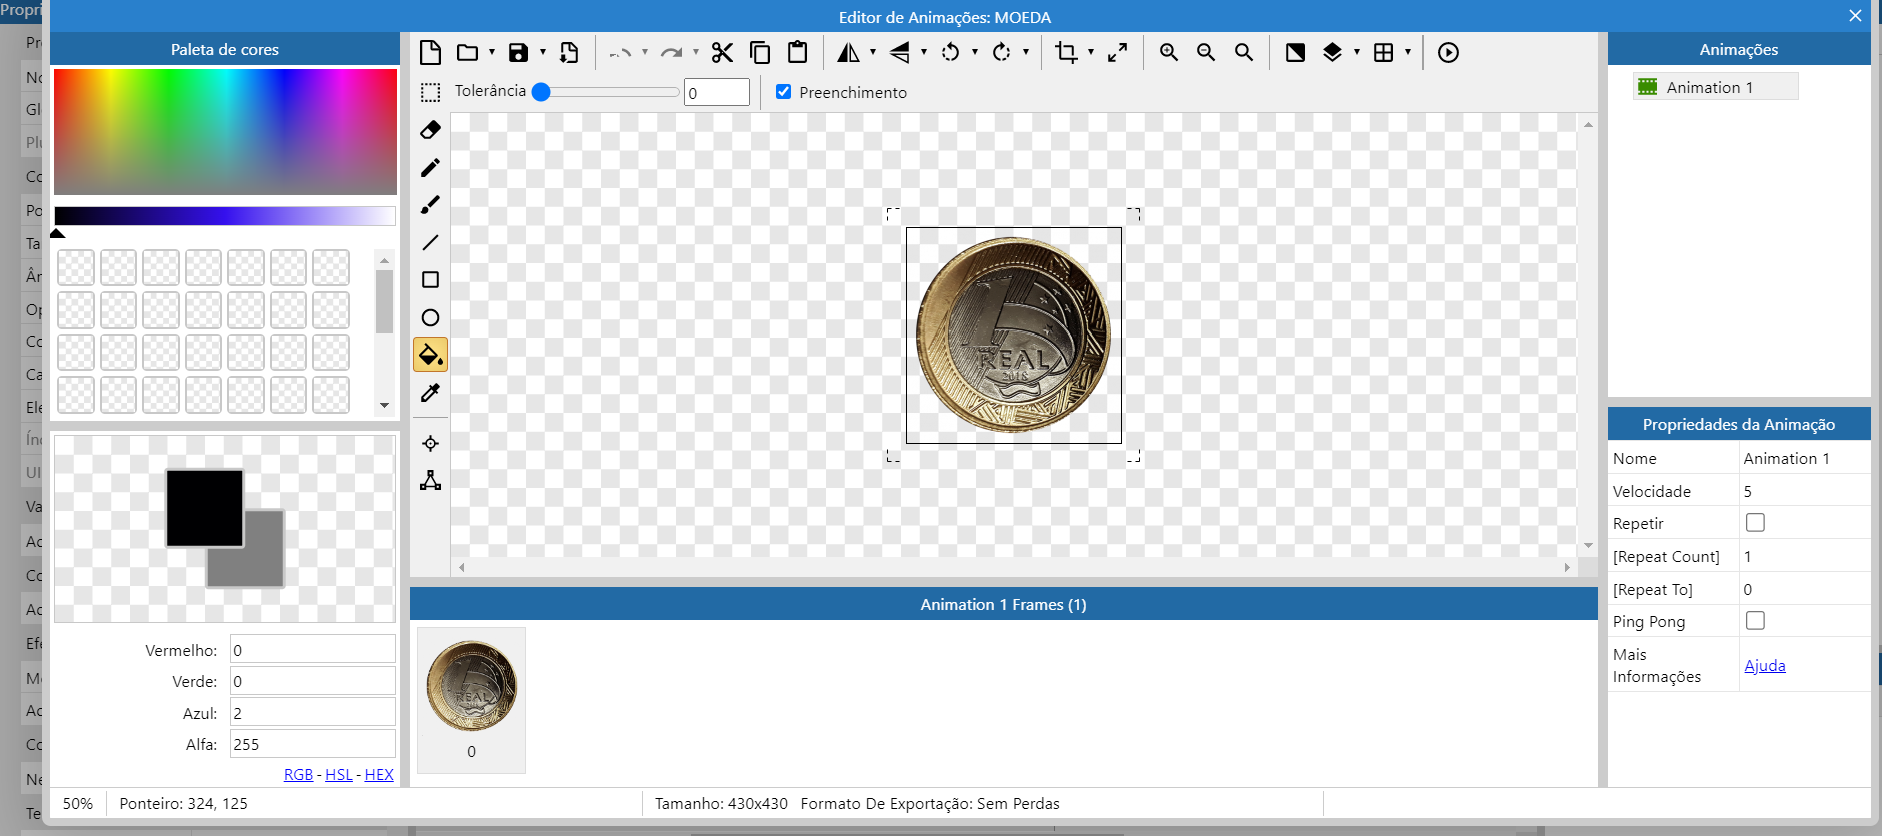 Propri
Editor de Animações: MOEDA
Paleta de cores
Animações
Tolerância
0
Preenchimento
Animation 1
REAL
2018
Propriedades da Animação
Nome
Animation 1
Velocidade
5
Repetir
[Repeat Count]
1
[Repeat To]
0
Ping Pong
Mais
Informações
Ajuda
Animation 1 Frames (1)
0
Vermelho:
0
Verde:
0
Azul:
2
Alfa:
255
RGB - HSL - HEX
50%
Ponteiro: 324, 125
Tamanho: 430x430 Formato De Exportação: Sem Perdas
Pr
No
Gl
Plu
Co
Po
Ta
Ân
Op
Co
Ca
Ele
Índ
UI
Va
Ac
Co
Ac
Efe
Mo
Ac
Co
Ne
Te